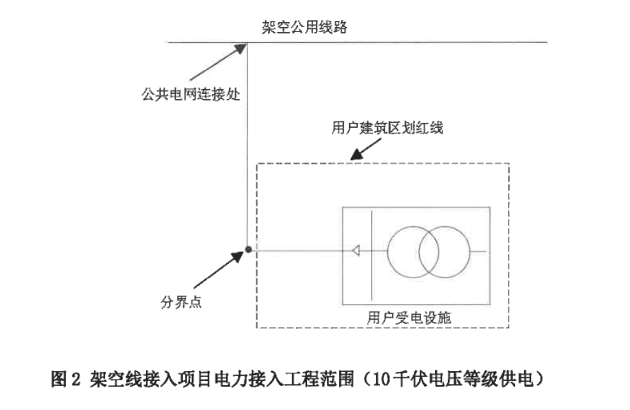 架空公用线路
公共电网连接处
用户建筑区划红线
分界点
用户受电设施
图2 架空线接入项目电力接入工程范围（10千伏电压等级供电）